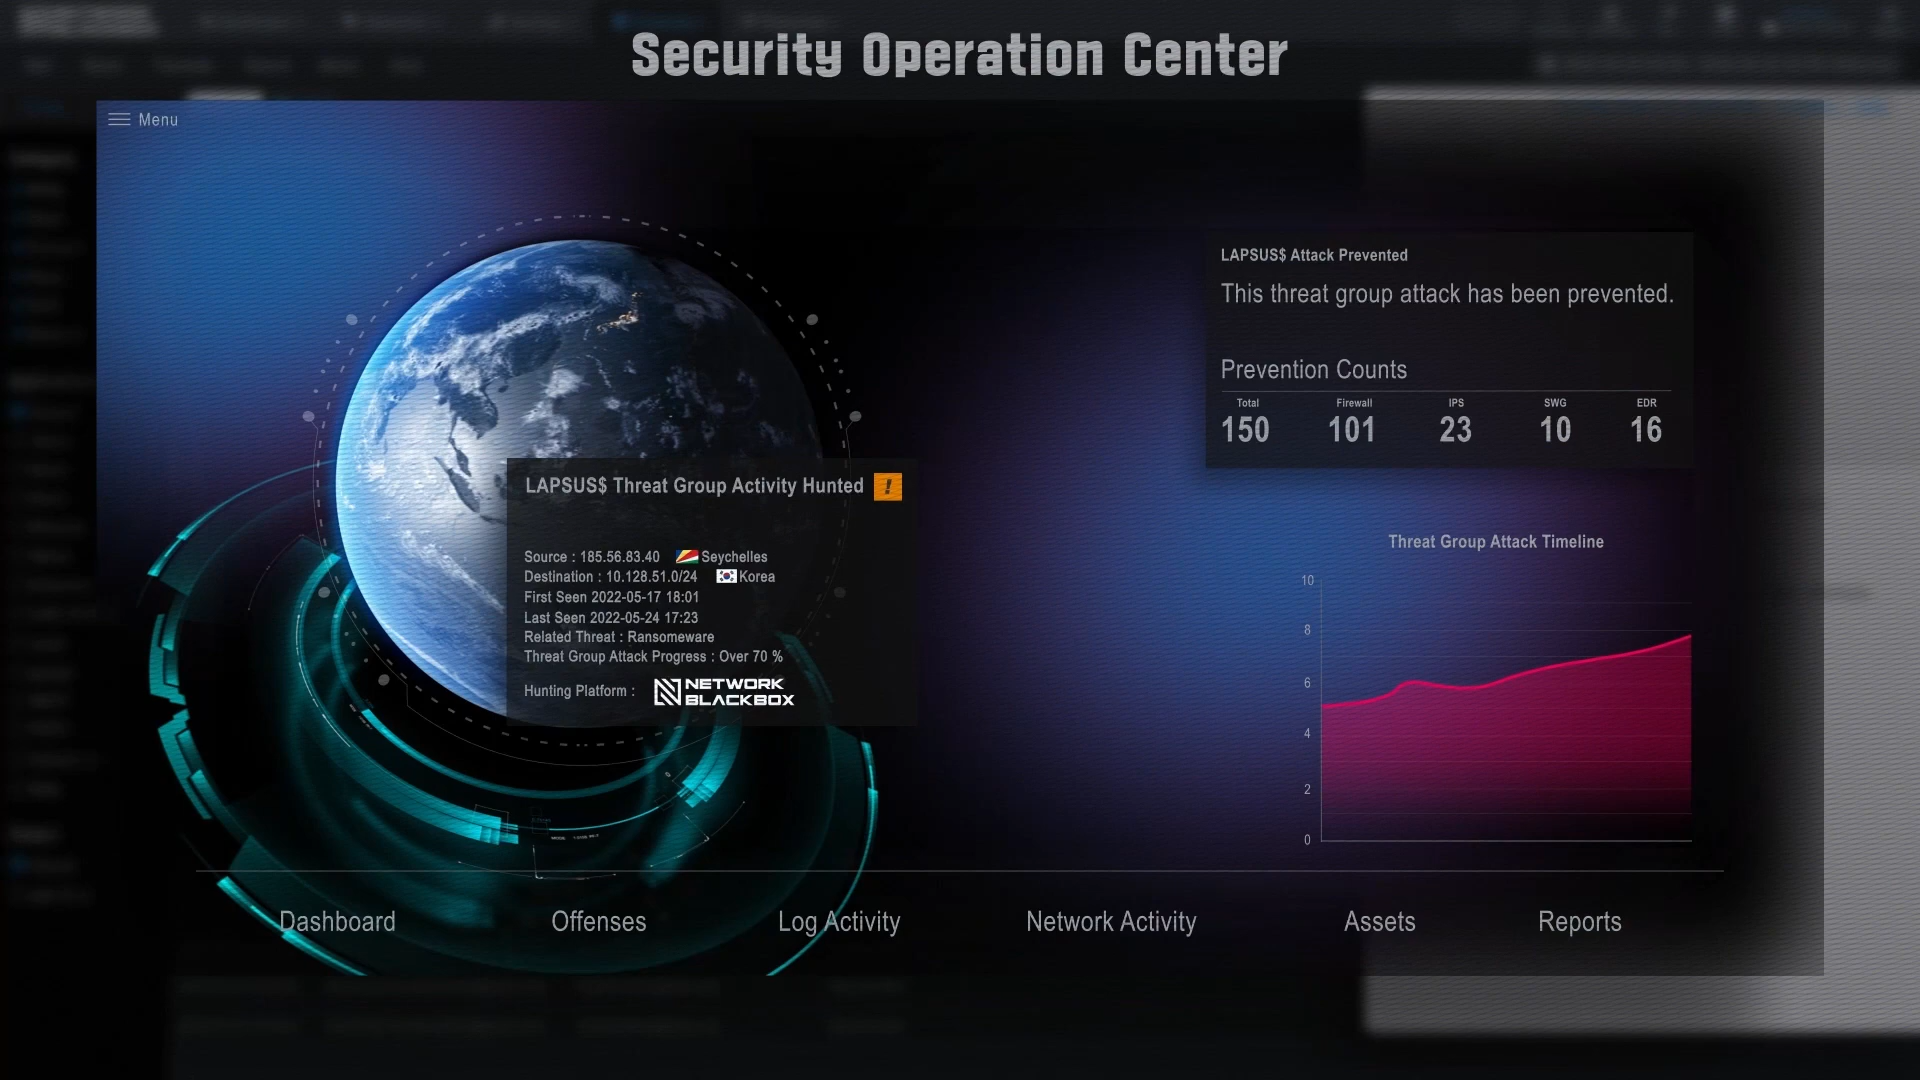 Security Operation Center
Menu
LAPSUS$ Attack Prevented
This threat group attack has been prevented.
Prevention Counts
Total Firewall IPS SWG EDR
150 101 23 10 16
LAPSUS$ Threat Group Activity Hunted !
Source : 185.56.83.40 Seychelles
Destination : 10.128.51.0/24 Korea
First Seen 2022-05-17 18:01
Last Seen 2022-05-24 17:23
Related Threat : Ransomeware
Threat Group Attack Progress : Over 70 %
Hunting Platform : NETWORK
BLACKBOX
Threat Group Attack Timeline
10
8
6
4
2
0
Dashboard Offenses Log Activity Network Activity Assets Reports